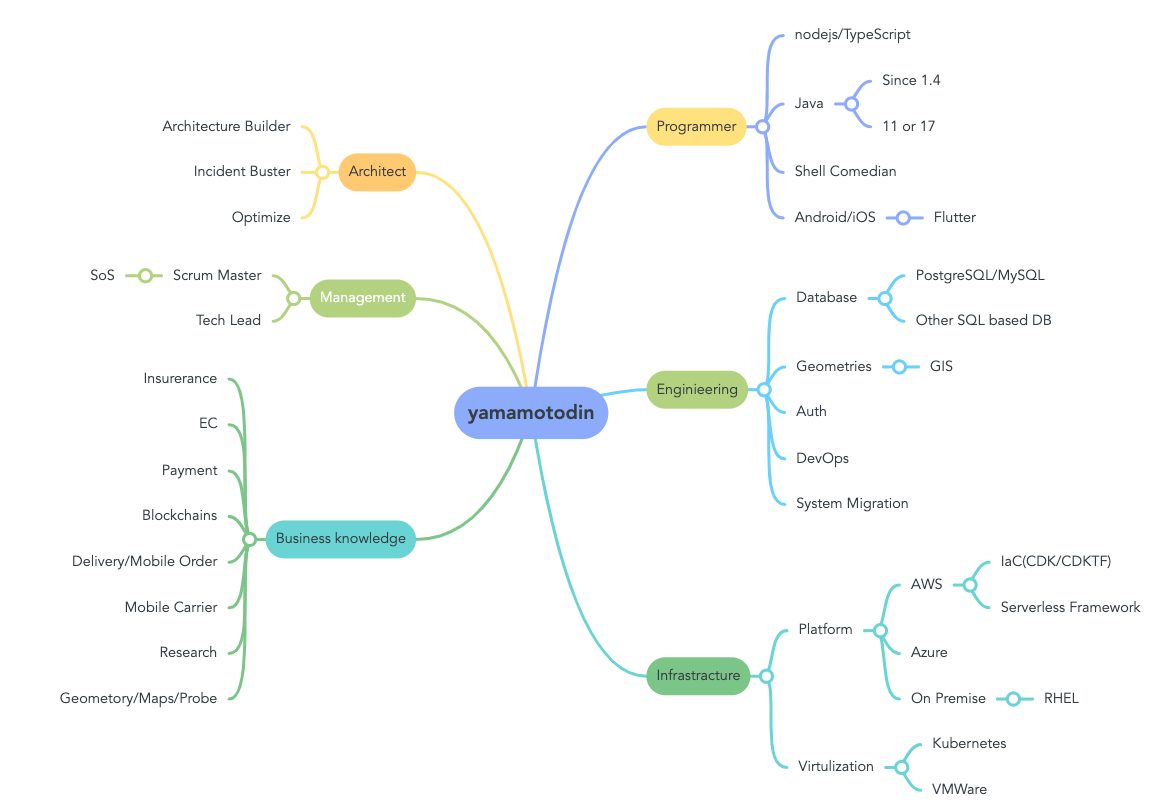 yamamotodin
Programmer
nodejs/TypeScript
Java
Since 1.4
11 or 17
Shell Comedian
Android/iOS
Flutter
Enginieering
Database
PostgreSQL/MySQL
Other SQL based DB
Geometries
GIS
Auth
DevOps
System Migration
Infrastracture
Platform
AWS
IaC(CDK/CDKTF)
Serverless Framework
Azure
On Premise
RHEL
Virtulization
Kubernetes
VMWare
Architect
Architecture Builder
Incident Buster
Optimize
Management
Scrum Master
SoS
Tech Lead
Business knowledge
Insurerance
EC
Payment
Blockchains
Delivery/Mobile Order
Mobile Carrier
Research
Geometory/Maps/Probe